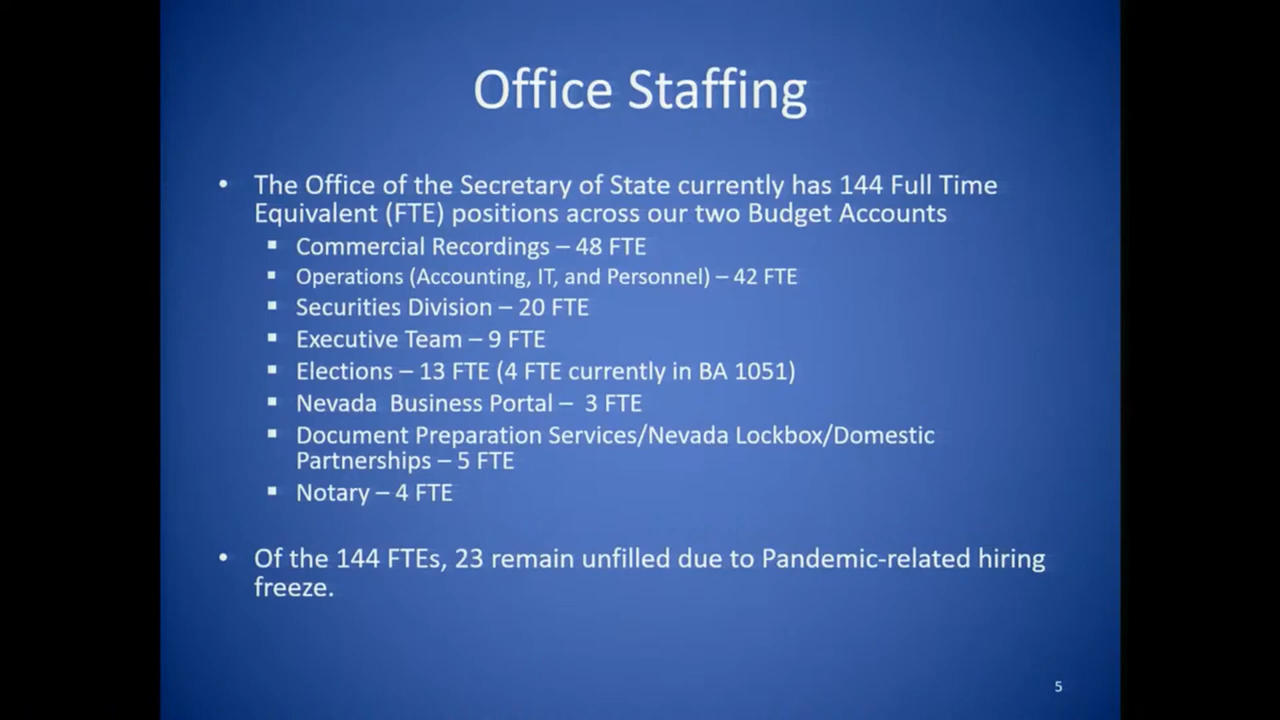 Office Staffing
• The Office of the Secretary of State currently has 144 Full Time
Equivalent (FTE) positions across our two Budget Accounts
▪ Commercial Recordings – 48 FTE
▪ Operations (Accounting, IT, and Personnel) – 42 FTE
▪ Securities Division – 20 FTE
▪ Executive Team – 9 FTE
▪ Elections – 13 FTE (4 FTE currently in BA 1051)
▪ Nevada  Business Portal –  3 FTE
▪ Document Preparation Services/Nevada Lockbox/Domestic
Partnerships – 5 FTE
▪ Notary – 4 FTE
• Of the 144 FTEs, 23 remain unfilled due to Pandemic-related hiring
freeze.
5